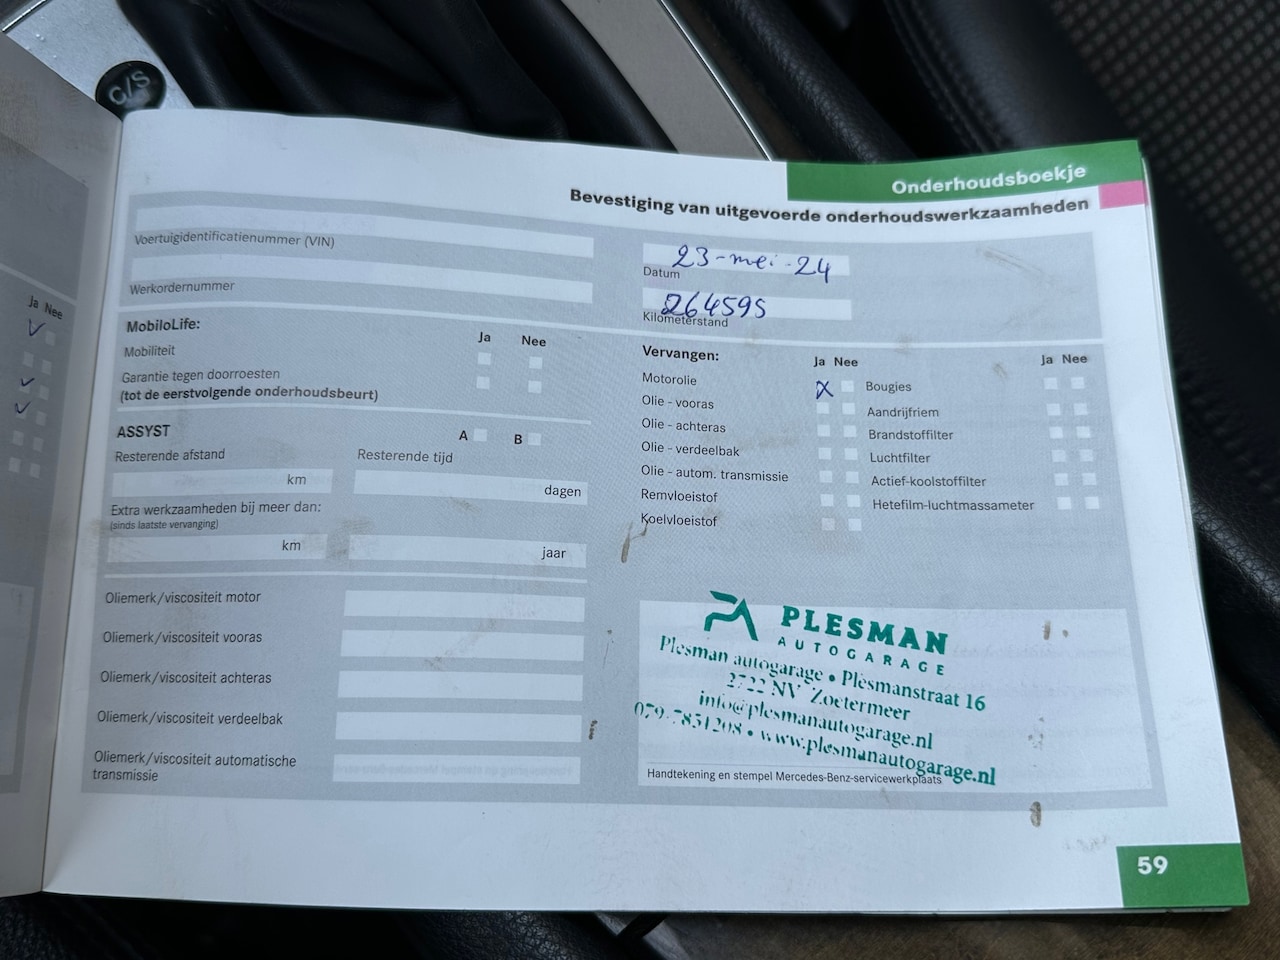 c/s
Ja Nee
Onderhoudsboekje
Bevestiging van uitgevoerde onderhoudswerkzaamheden
Voertuigidentificatienummer (VIN)
Werkordernummer
23-mei-24
Datum
264595
Kilometerstand
MobiloLife:
Ja Nee
Mobiliteit
Garantie tegen doorroesten
(tot de eerstvolgende onderhoudsbeurt)
ASSYST
A B
Resterende afstand
Resterende tijd
km
dagen
Extra werkzaamheden bij meer dan:
(sinds laatste vervanging)
km
jaar
Oliemerk/viscositeit motor
Oliemerk/viscositeit vooras
Oliemerk/viscositeit achteras
Oliemerk/viscositeit verdeelbak
Oliemerk/viscositeit automatische
transmissie
Vervangen:
Ja Nee
Motorolie
X
Olie - vooras
Olie - achteras
Olie - verdeelbak
Olie - autom. transmissie
Remvloeistof
Koelvloeistof
Ja Nee
Bougies
Aandrijfriem
Brandstoffilter
Luchtfilter
Actief-koolstoffilter
Hetefilm-luchtmassameter
PLESMAN
AUTOGARAGE
Plesman autogarage • Plesmanstraat 16
2722 NV Zoetermeer
info@plesmanautogarage.nl
079-7851208 • www.plesmanautogarage.nl
Handtekening en stempel Mercedes-Benz-servicewerkplaats
59